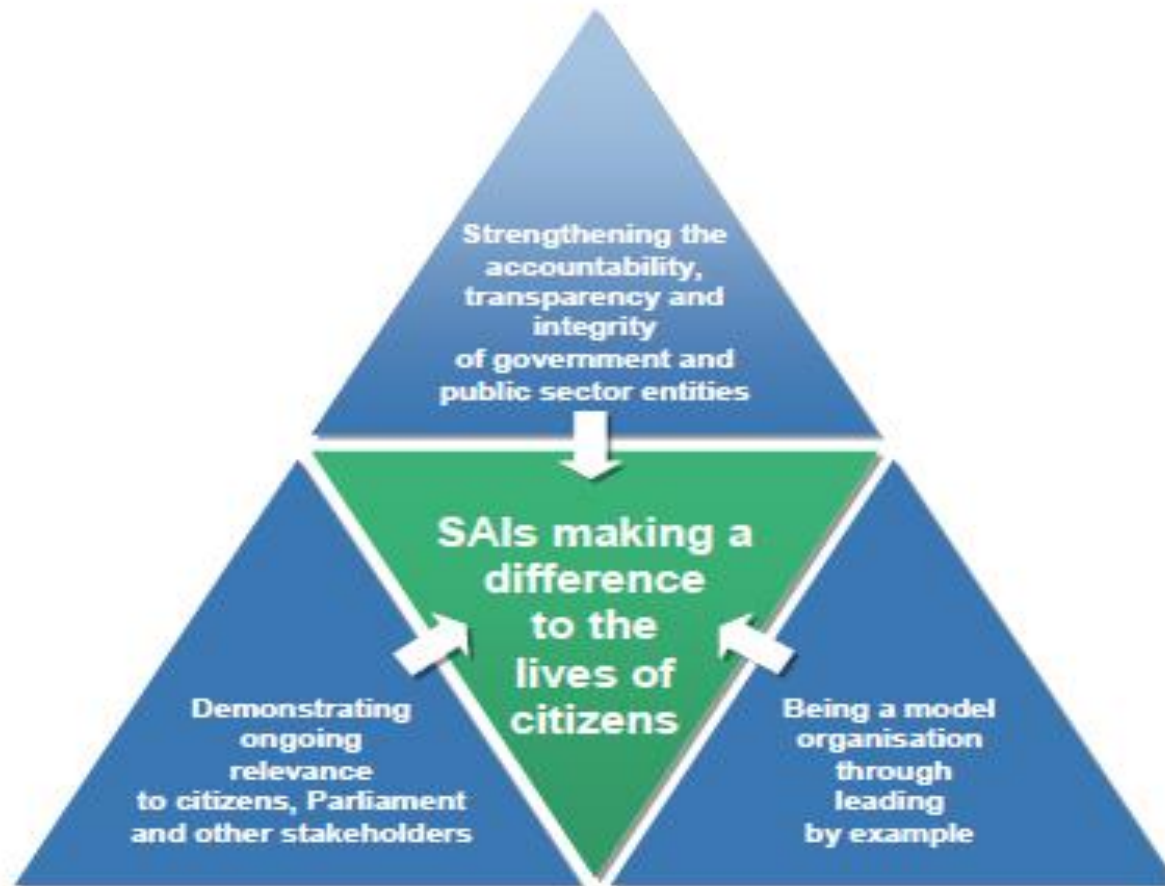 Strengthening the
accountability,
transparency and
integrity
of government and
public sector entities
SAIs making a
difference
to the
lives of
citizens
Demonstrating
ongoing
relevance
to citizens, Parliament
and other stakeholders
Being a model
organisation
through
leading
by example